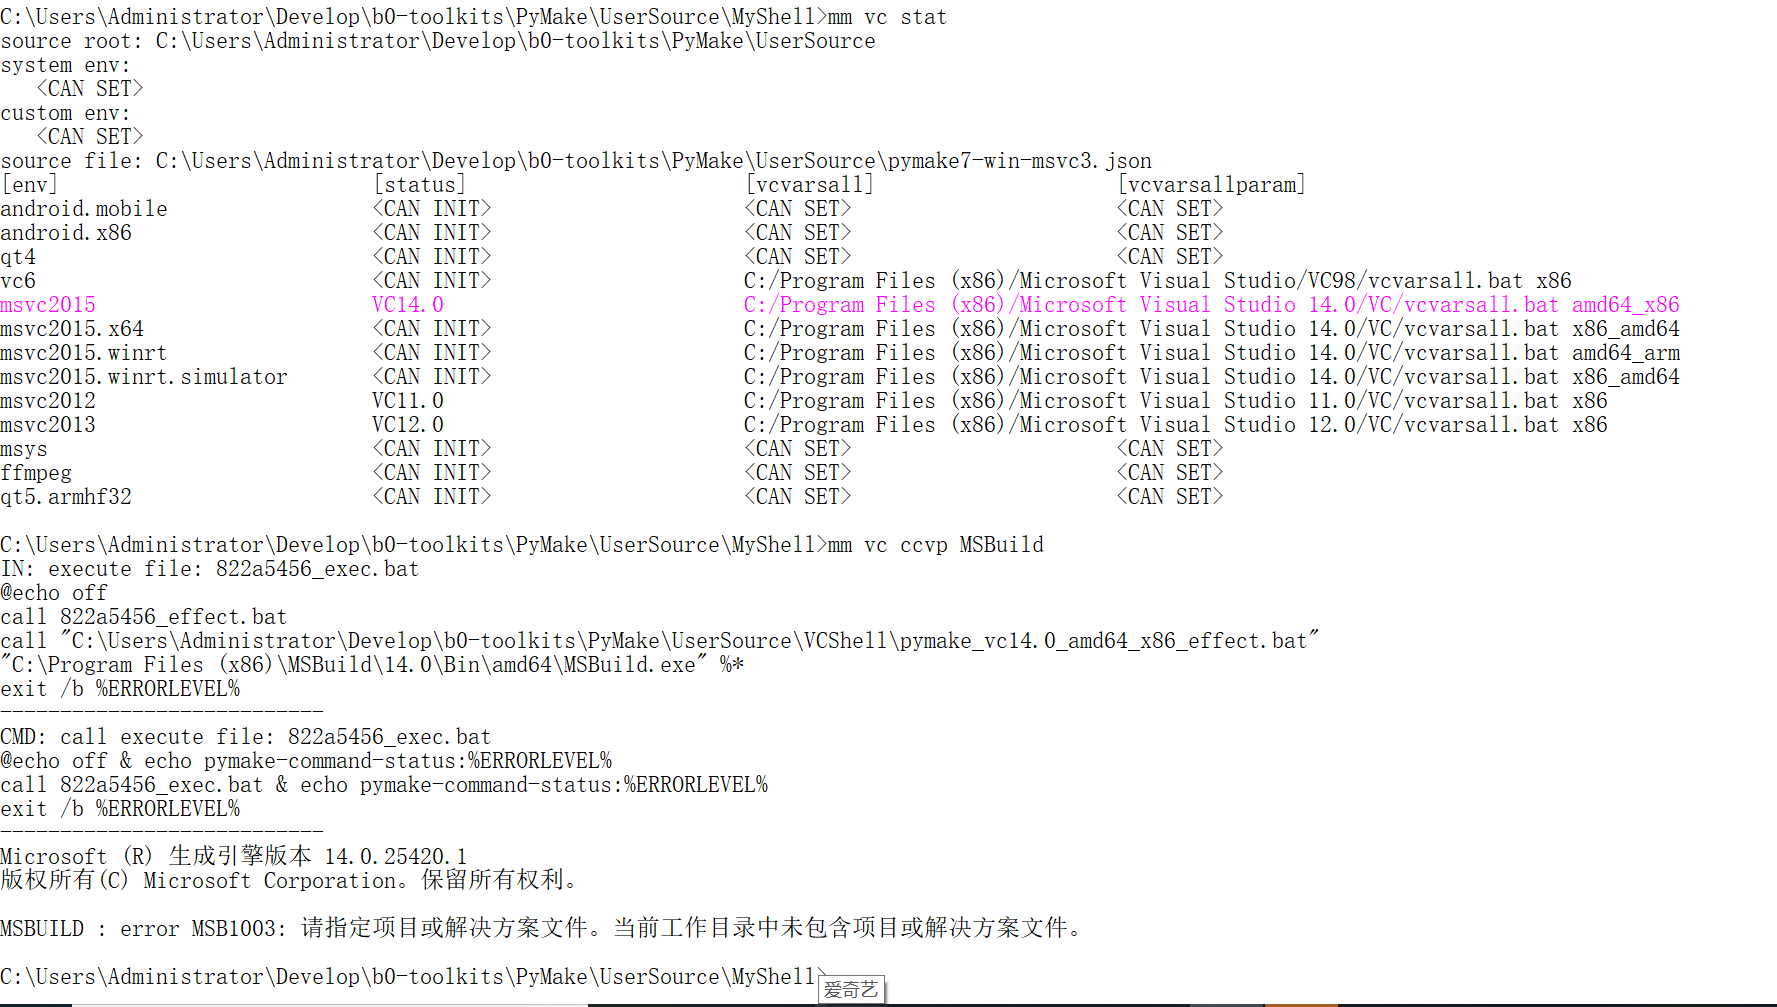 C:\Users\Administrator\Develop\b0-toolkits\PyMake\UserSource\MyShell>mm vc stat
source root: C:\Users\Administrator\Develop\b0-toolkits\PyMake\UserSource
system env:
   <CAN SET>
custom env:
   <CAN SET>
source file: C:\Users\Administrator\Develop\b0-toolkits\PyMake\UserSource\pymake7-win-msvc3.json
[env]                          [status]                       [vcvarsall]                    [vcvarsallparam]
android.mobile                 <CAN INIT>                     <CAN SET>                      <CAN SET>
android.x86                    <CAN INIT>                     <CAN SET>                      <CAN SET>
qt4                            <CAN INIT>                     <CAN SET>                      <CAN SET>
vc6                            <CAN INIT>                     C:/Program Files (x86)/Microsoft Visual Studio/VC98/vcvarsall.bat x86
msvc2015                       VC14.0                         C:/Program Files (x86)/Microsoft Visual Studio 14.0/VC/vcvarsall.bat amd64_x86
msvc2015.x64                   <CAN INIT>                     C:/Program Files (x86)/Microsoft Visual Studio 14.0/VC/vcvarsall.bat x86_amd64
msvc2015.winrt                 <CAN INIT>                     C:/Program Files (x86)/Microsoft Visual Studio 14.0/VC/vcvarsall.bat amd64_arm
msvc2015.winrt.simulator       <CAN INIT>                     C:/Program Files (x86)/Microsoft Visual Studio 14.0/VC/vcvarsall.bat x86_amd64
msvc2012                       VC11.0                         C:/Program Files (x86)/Microsoft Visual Studio 11.0/VC/vcvarsall.bat x86
msvc2013                       VC12.0                         C:/Program Files (x86)/Microsoft Visual Studio 12.0/VC/vcvarsall.bat x86
msys                           <CAN INIT>                     <CAN SET>                      <CAN SET>
ffmpeg                         <CAN INIT>                     <CAN SET>                      <CAN SET>
qt5.armhf32                    <CAN INIT>                     <CAN SET>                      <CAN SET>
C:\Users\Administrator\Develop\b0-toolkits\PyMake\UserSource\MyShell>mm vc ccvp MSBuild
IN: execute file: 822a5456_exec.bat
@echo off
call 822a5456_effect.bat
call "C:\Users\Administrator\Develop\b0-toolkits\PyMake\UserSource\VCShell\pymake_vc14.0_amd64_x86_effect.bat"
"C:\Program Files (x86)\MSBuild\14.0\Bin\amd64\MSBuild.exe" %*
exit /b %ERRORLEVEL%
---------------------------
CMD: call execute file: 822a5456_exec.bat
@echo off & echo pymake-command-status:%ERRORLEVEL%
call 822a5456_exec.bat & echo pymake-command-status:%ERRORLEVEL%
exit /b %ERRORLEVEL%
---------------------------
Microsoft (R) 生成引擎版本 14.0.25420.1
版权所有(C) Microsoft Corporation。保留所有权利。
MSBUILD : error MSB1003: 请指定项目或解决方案文件。当前工作目录中未包含项目或解决方案文件。
C:\Users\Administrator\Develop\b0-toolkits\PyMake\UserSource\MyShell>
爱奇艺